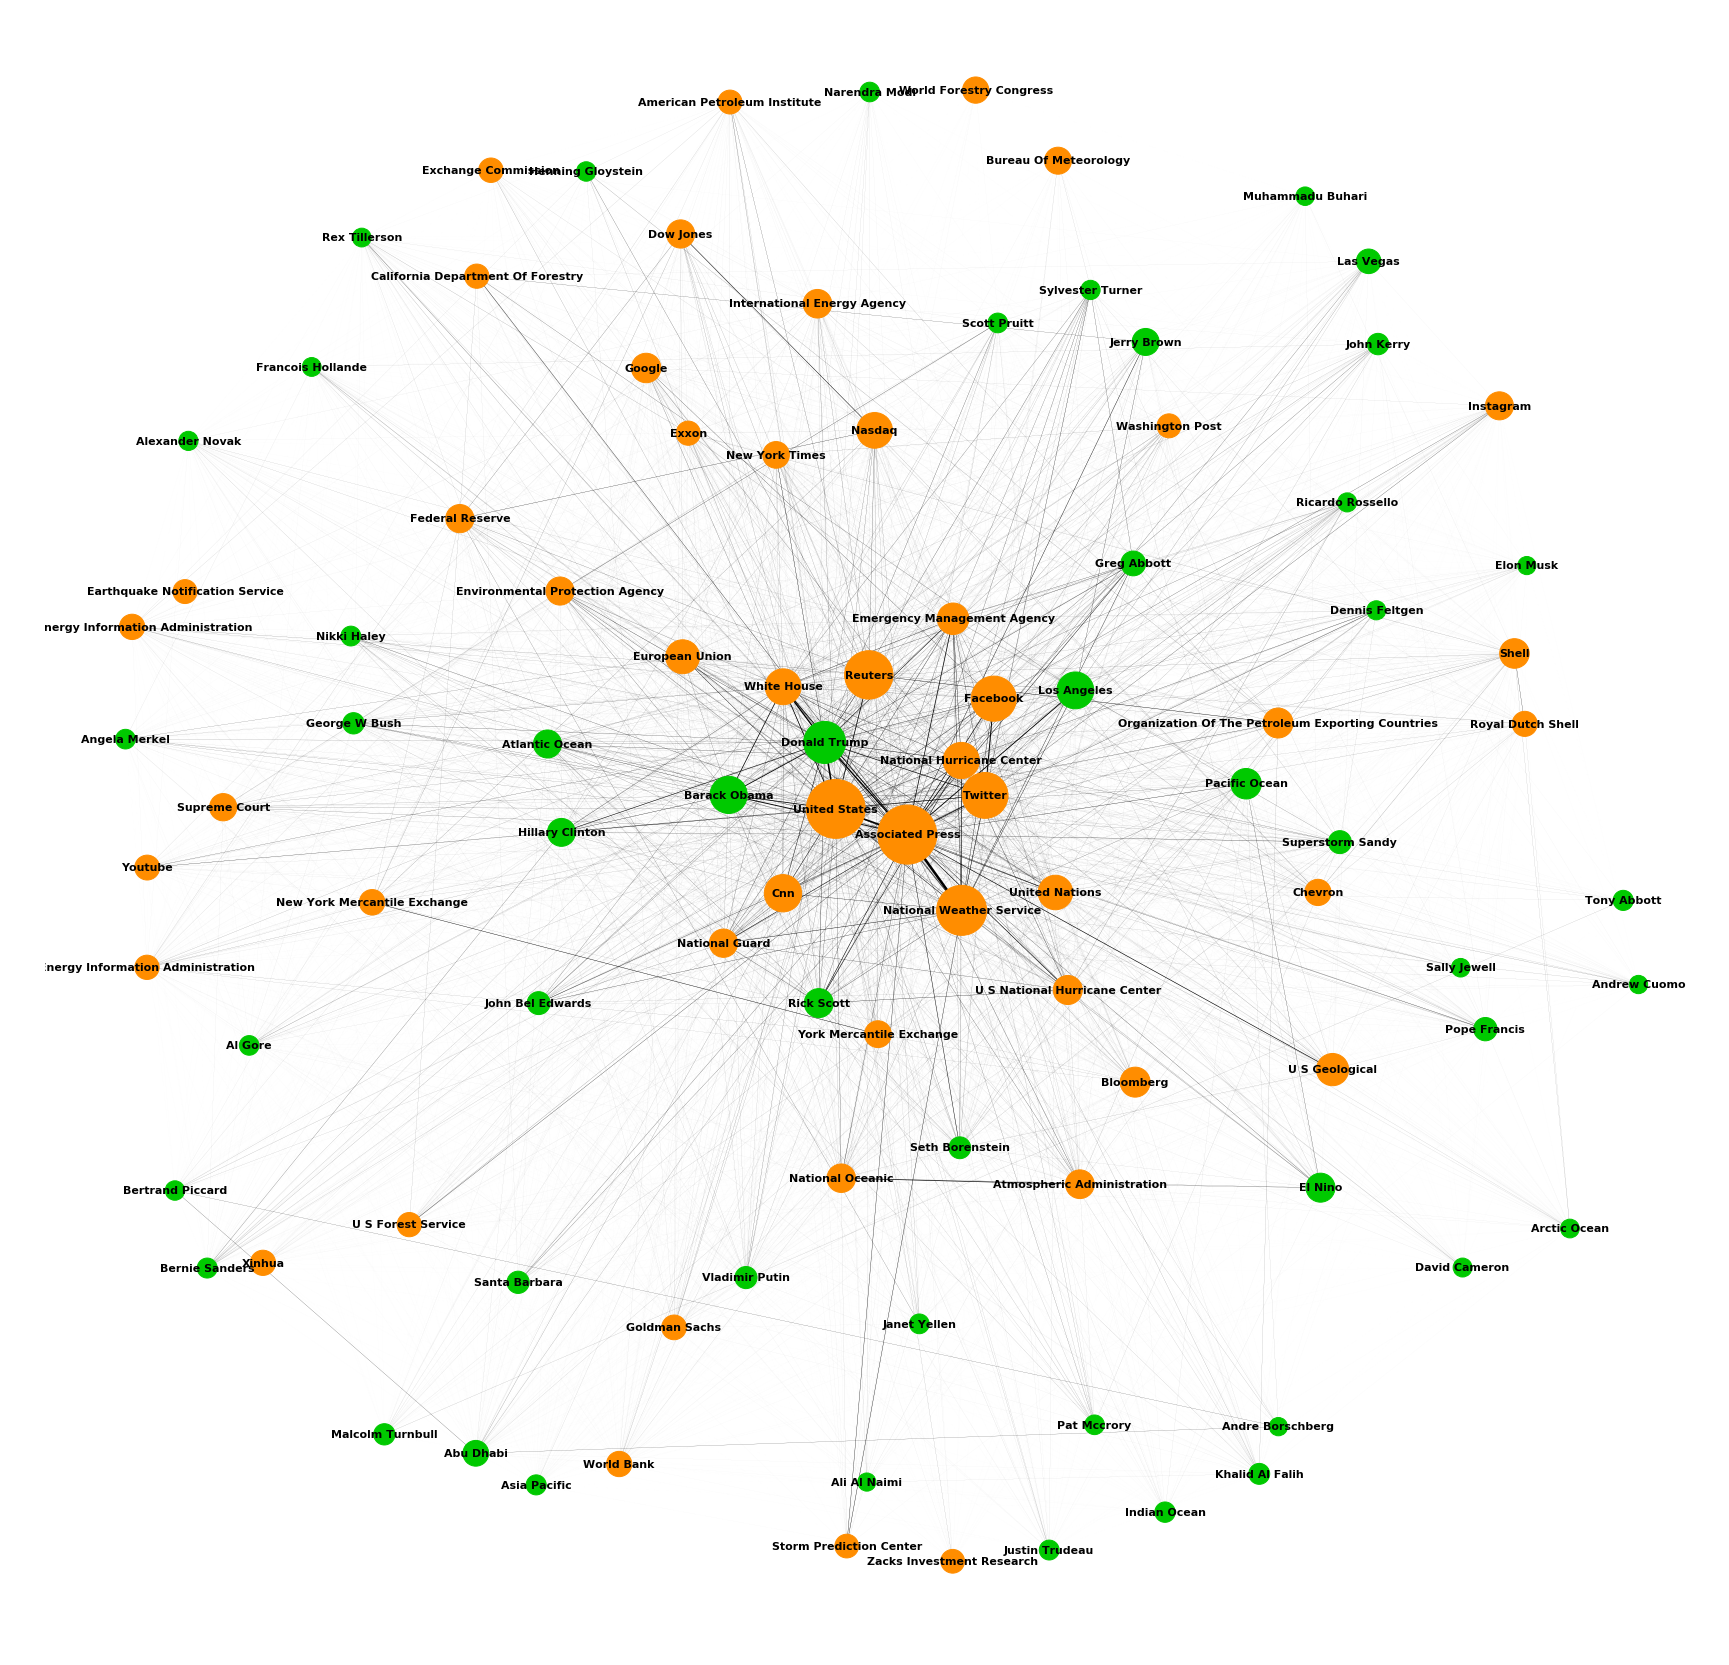 Narendra Modi
World Forestry Congress
American Petroleum Institute
Bureau Of Meteorology
Exchange Commission
Henning Gloystein
Muhammadu Buhari
Dow Jones
Rex Tillerson
Las Vegas
California Department Of Forestry
Sylvester Turner
International Energy Agency
Scott Pruitt
Jerry Brown
John Kerry
Francois Hollande
Google
Instagram
Washington Post
Nasdaq
Exxon
Alexander Novak
New York Times
Ricardo Rossello
Federal Reserve
Greg Abbott
Elon Musk
Earthquake Notification Service
Environmental Protection Agency
Dennis Feltgen
Emergency Management Agency
nergy Information Administration
Nikki Haley
Shell
European Union
Reuters
White House
Los Angeles
Facebook
George W Bush
Organization Of The Petroleum Exporting Countries
Royal Dutch Shell
Angela Merkel
Atlantic Ocean
Donald Trump
National Hurricane Center
Pacific Ocean
Barack Obama
Twitter
Supreme Court
United States
Hillary Clinton
Associated Press
Superstorm Sandy
Youtube
Cnn
United Nations
Chevron
Tony Abbott
New York Mercantile Exchange
National Weather Service
National Guard
nergy Information Administration
Sally Jewell
Andrew Cuomo
U S National Hurricane Center
John Bel Edwards
Rick Scott
Pope Francis
York Mercantile Exchange
Al Gore
U S Geological
Bloomberg
Seth Borenstein
National Oceanic
Atmospheric Administration
El Nino
Bertrand Piccard
U S Forest Service
Arctic Ocean
Xinhua
Bernie Sanders
David Cameron
Vladimir Putin
Santa Barbara
Janet Yellen
Goldman Sachs
Pat Mccrory
Andre Borschberg
Malcolm Turnbull
Abu Dhabi
World Bank
Khalid Al Falih
Ali Al Naimi
Asia Pacific
Indian Ocean
Storm Prediction Center
Justin Trudeau
Zacks Investment Research